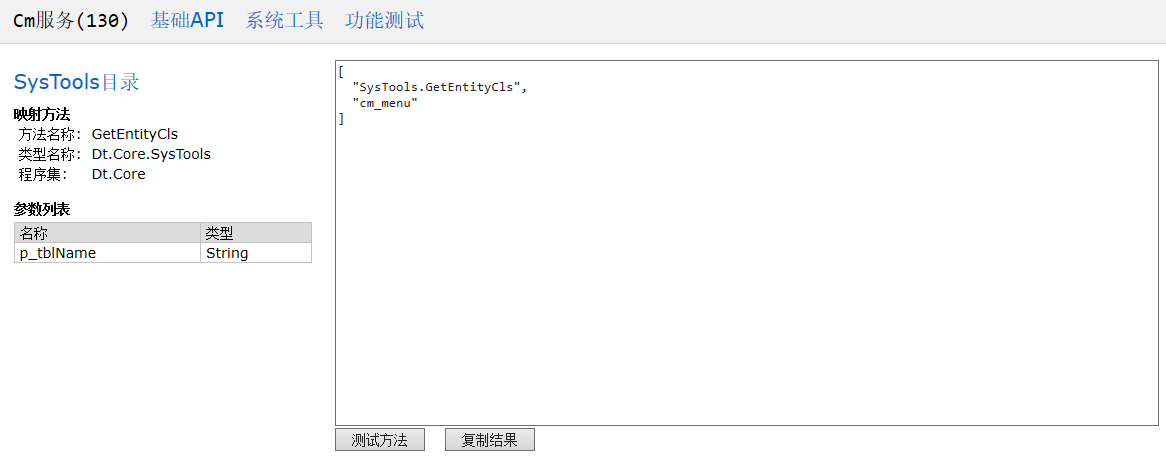 Cm服务(130) 基础API 系统工具 功能测试
SysTools目录
映射方法
方法名称: GetEntityCls
类型名称: Dt.Core.SysTools
程序集: Dt.Core
参数列表
名称 类型
p_tblName String
[
"SysTools.GetEntityCls",
"cm_menu"
]
测试方法 复制结果